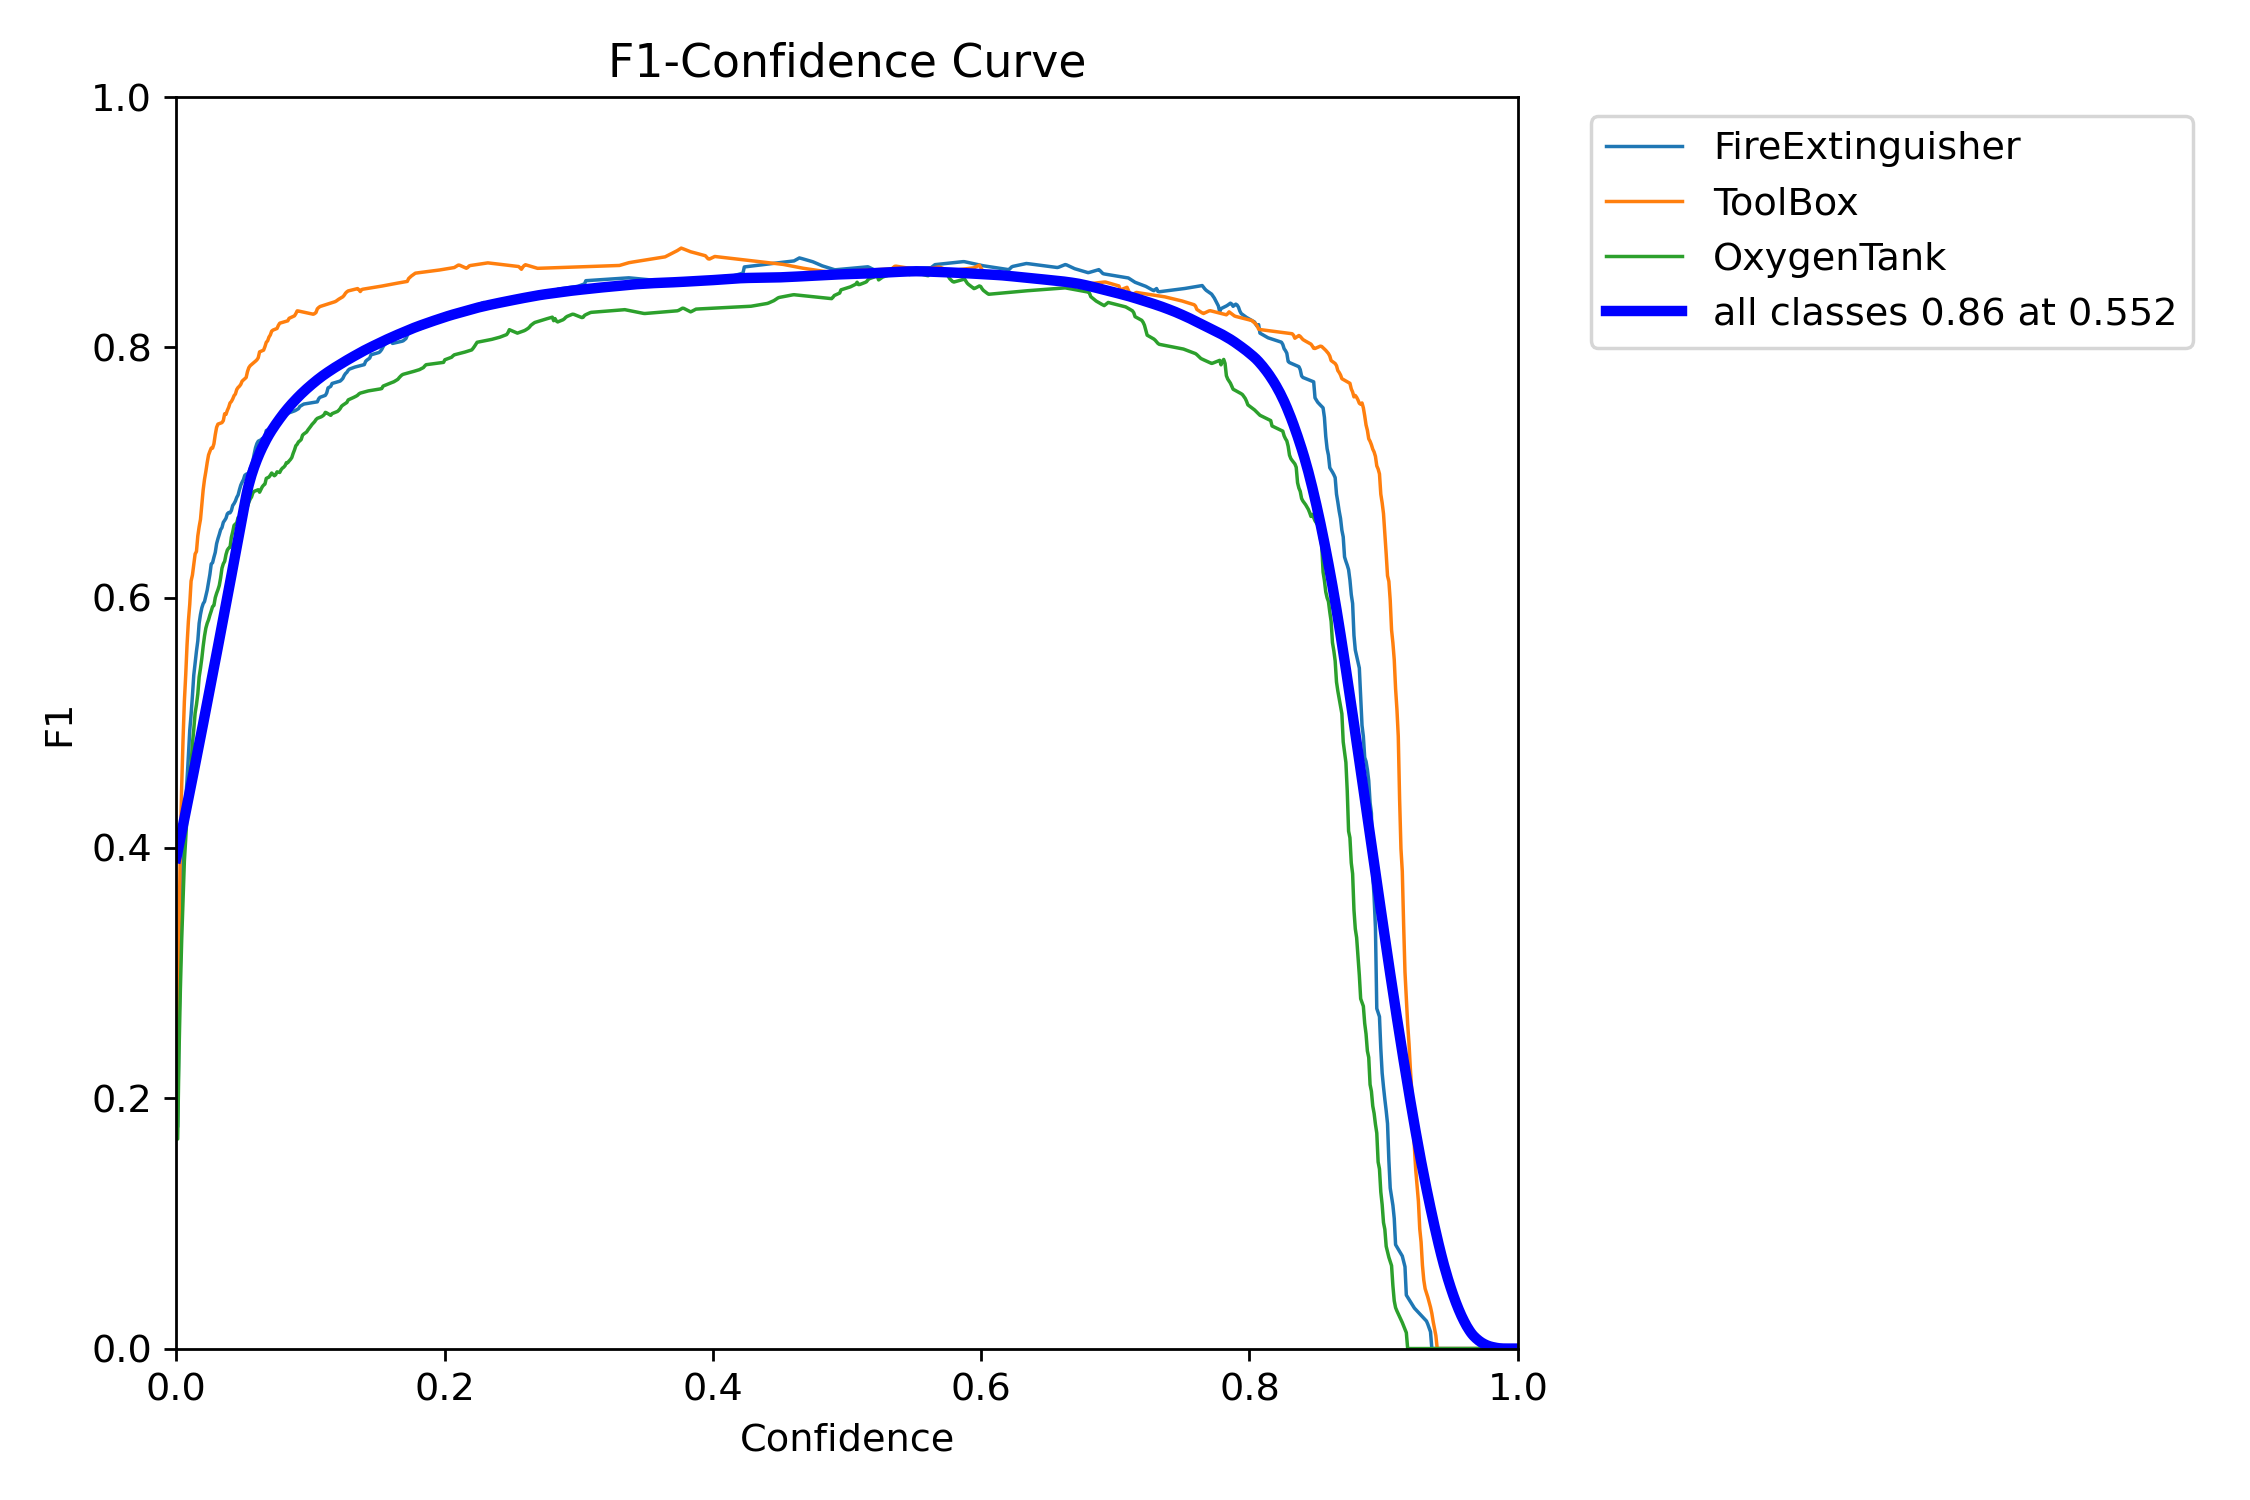 F1-Confidence Curve
1.0
0.8
0.6
0.4
0.2
0.0
F1
0.0 0.2 0.4 0.6 0.8 1.0
Confidence
FireExtinguisher
ToolBox
OxygenTank
all classes 0.86 at 0.552